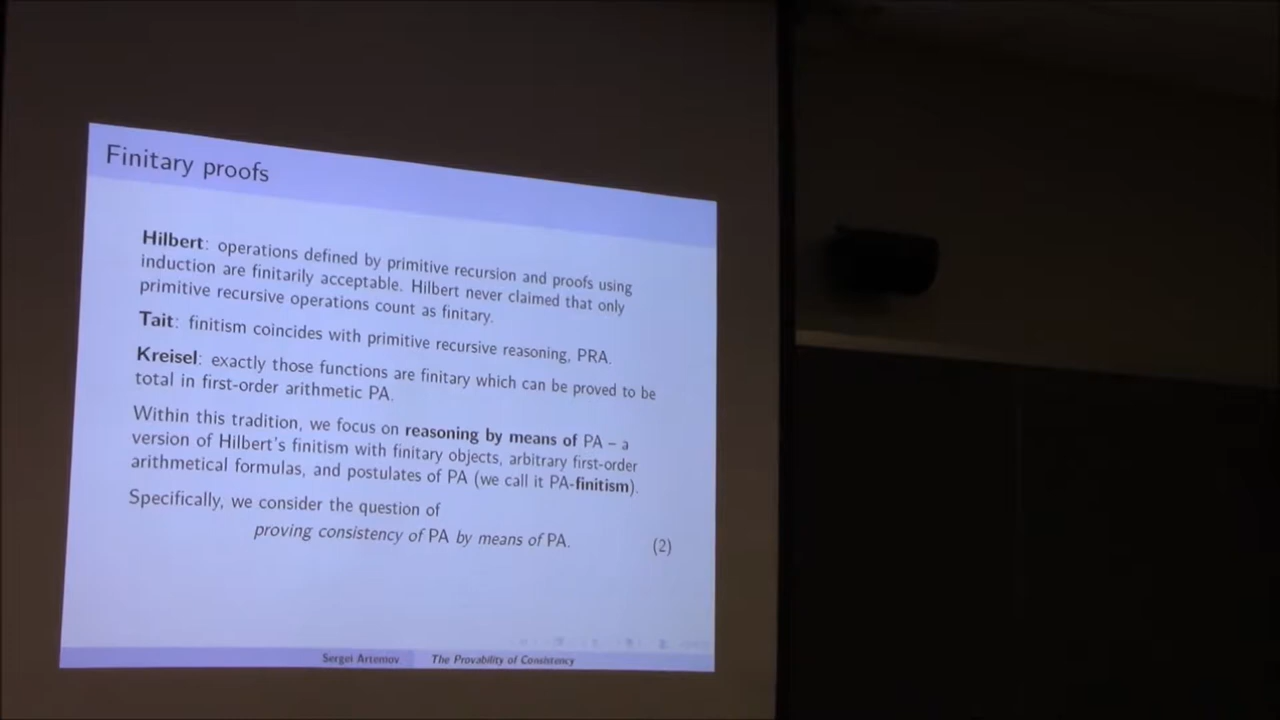 Finitary proofs
Hilbert: operations defined by primitive recursion and proofs using
induction are finitarily acceptable. Hilbert never claimed that only
primitive recursive operations count as finitary.
Tait: finitism coincides with primitive recursive reasoning, PRA.
Kreisel: exactly those functions are finitary which can be proved to be
total in first-order arithmetic PA.
Within this tradition, we focus on reasoning by means of PA – a
version of Hilbert's finitism with finitary objects, arbitrary first-order
arithmetical formulas, and postulates of PA (we call it PA-finitism).
Specifically, we consider the question of
proving consistency of PA by means of PA. (2)
Sergei Artemov The Provability of Consistency